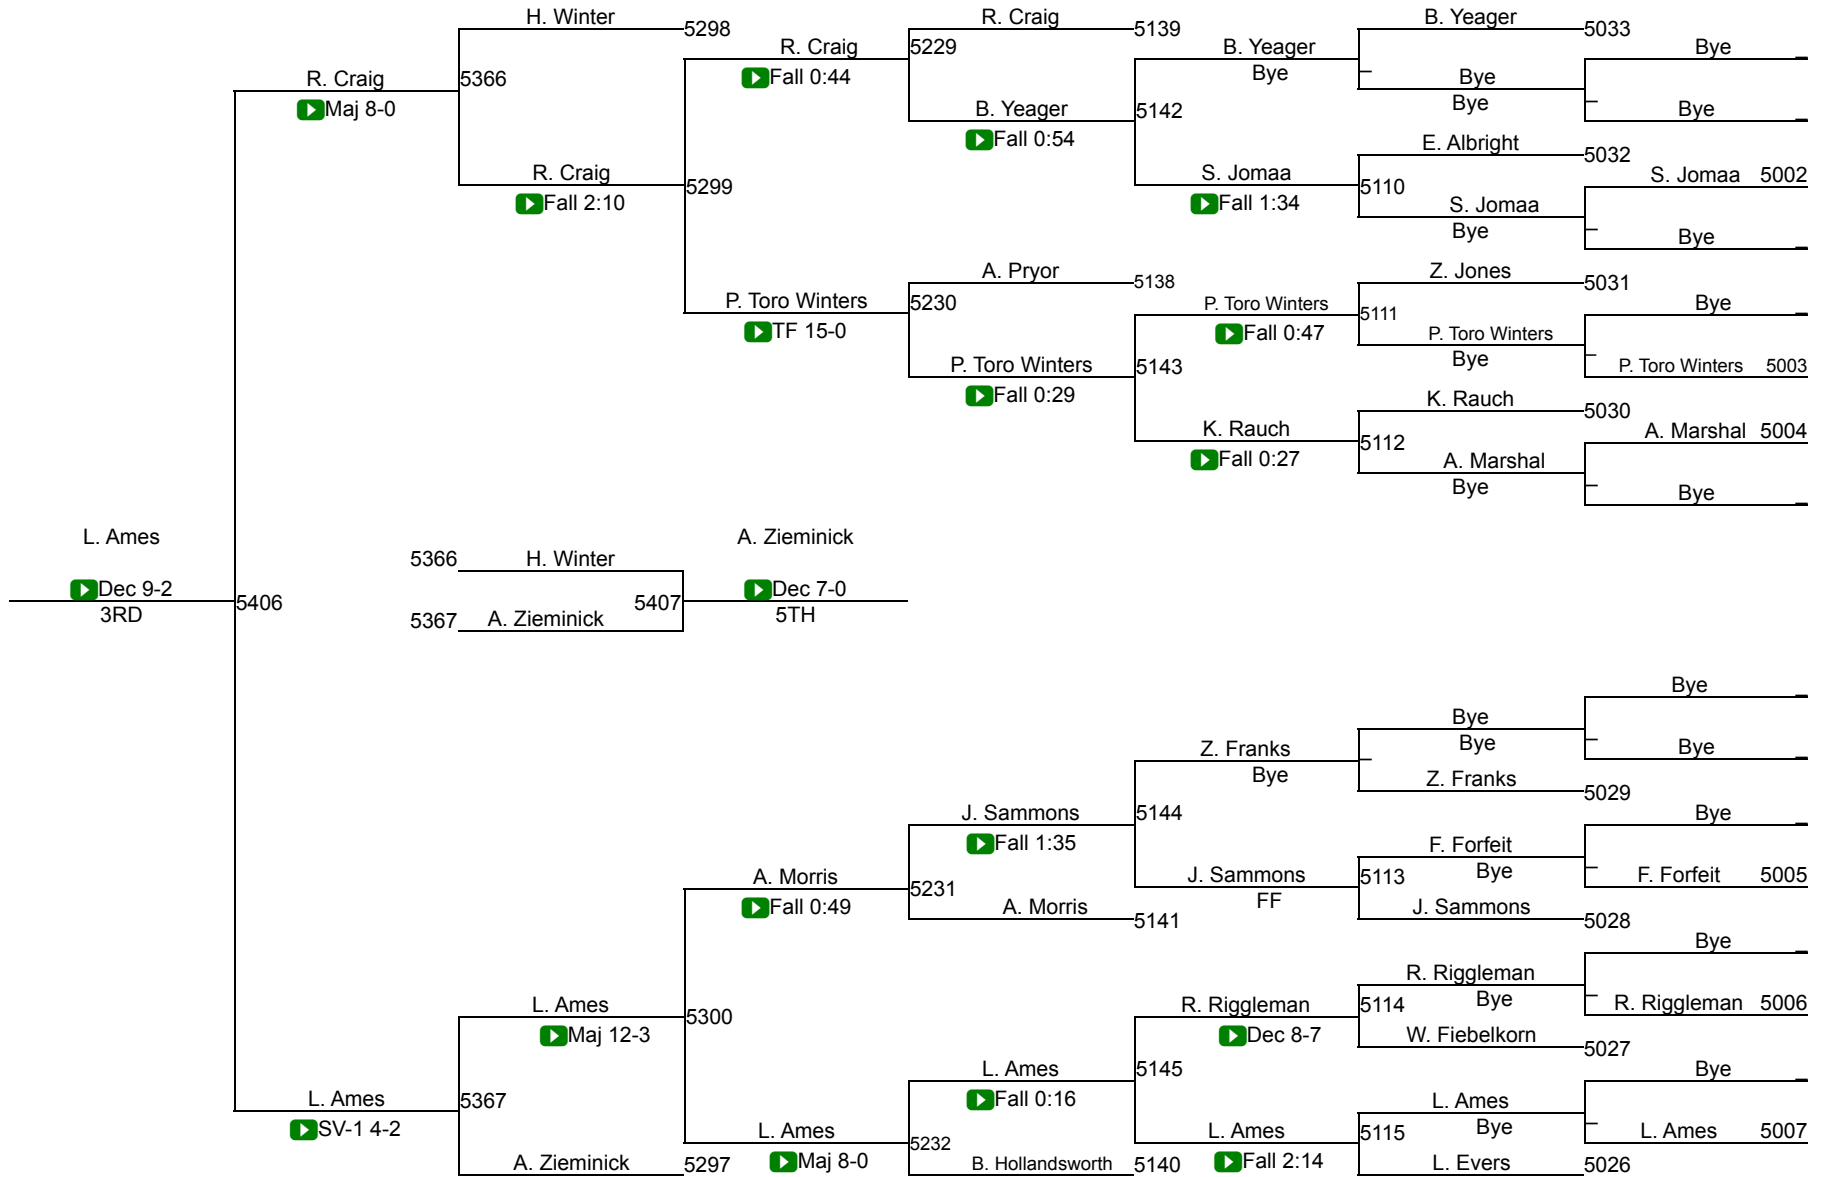 H. Winter
5298
R. Craig
5139
B. Yeager
5033
R. Craig
5229
B. Yeager
Bye
R. Craig
5366
Fall 0:44
Bye
Bye
Maj 8-0
B. Yeager
5142
Bye
Bye
Fall 0:54
E. Albright
5032
R. Craig
5299
S. Jomaa
5110
S. Jomaa 5002
Fall 2:10
Fall 1:34
S. Jomaa
Bye
Bye
A. Pryor
5138
Z. Jones
5031
P. Toro Winters
5230
P. Toro Winters
5111
Bye
TF 15-0
Fall 0:47
P. Toro Winters
Bye
P. Toro Winters
5143
P. Toro Winters 5003
Fall 0:29
K. Rauch
5030
K. Rauch
5112
A. Marshal 5004
Fall 0:27
A. Marshal
Bye
Bye
L. Ames
A. Zieminick
5366
H. Winter
Dec 9-2
5406
5407
Dec 7-0
3RD
5367
A. Zieminick
5TH
Bye
Bye
Bye
Z. Franks
Bye
Bye
Z. Franks
5029
J. Sammons
5144
Bye
Fall 1:35
F. Forfeit
Bye
A. Morris
5231
J. Sammons
5113
F. Forfeit 5005
Fall 0:49
FF
A. Morris
5141
J. Sammons
5028
Bye
R. Riggleman
Bye
L. Ames
5300
R. Riggleman
5114
R. Riggleman 5006
Maj 12-3
Dec 8-7
W. Fiebelkorn
5027
L. Ames
5145
Bye
L. Ames
5367
Fall 0:16
L. Ames
Bye
SV-1 4-2
L. Ames
5232
L. Ames
5115
L. Ames 5007
A. Zieminick
5297
Maj 8-0
B. Hollandsworth
5140
Fall 2:14
L. Evers
5026